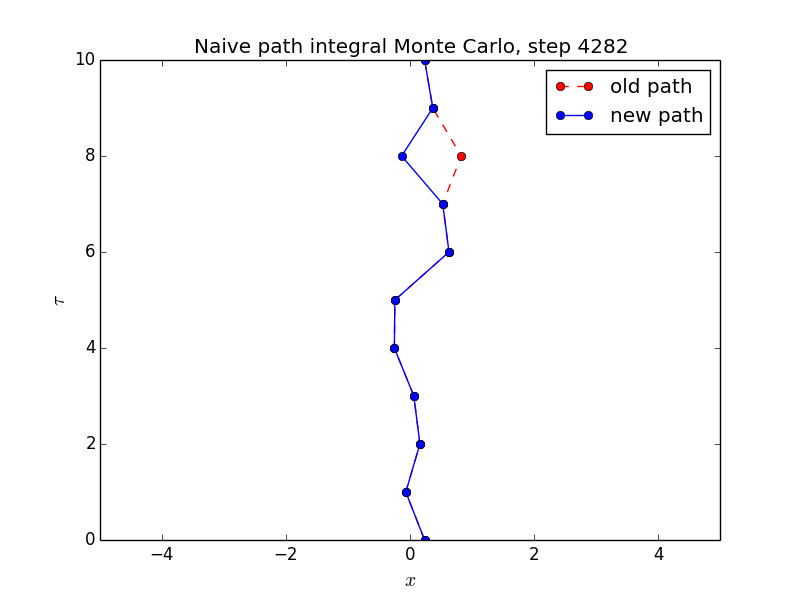 Naive path integral Monte Carlo, step 4282
old path
new path
10
8
6
4
2
0
τ
−4 −2 0 2 4
x